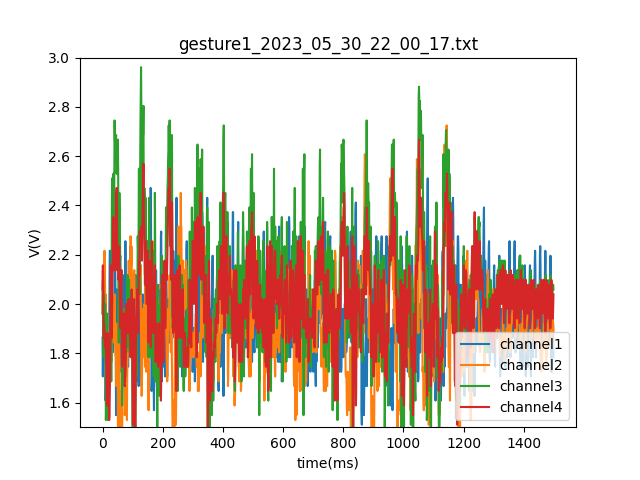 gesture1_2023_05_30_22_00_17.txt
3.0
2.8
2.6
2.4
2.2
2.0
1.8
1.6
V(V)
channel1
channel2
channel3
channel4
0 200 400 600 800 1000 1200 1400
time(ms)